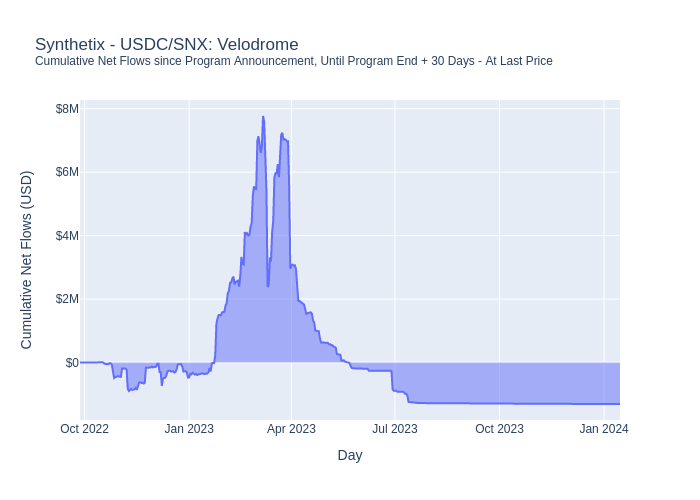 Synthetix - USDC/SNX: Velodrome
Cumulative Net Flows since Program Announcement, Until Program End + 30 Days - At Last Price
Cumulative Net Flows (USD)
$8M
$6M
$4M
$2M
$0
Oct 2022
Jan 2023
Apr 2023
Jul 2023
Oct 2023
Jan 2024
Day